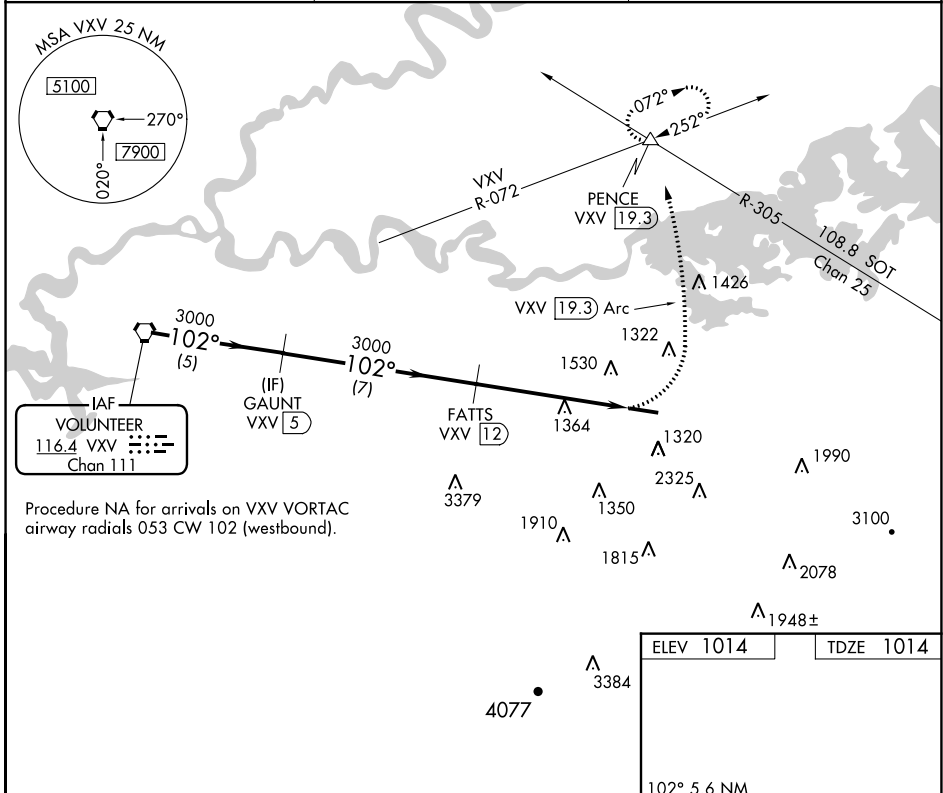 MSA VXV 25 NM
5100
270°
7900
020°
072°
252°
VXV
R-072
PENCE
VXV 19.3
R-305
108.8 SOT
Chan 25
1426
VXV 19.3 Arc
1322
1530
3000
102°
(5)
3000
102°
(7)
(IF)
GAUNT
VXV 5
FATTS
VXV 12
1364
IAF
VOLUNTEER
116.4 VXV
Chan 111
1320
1990
2325
3379
1350
1910
3100
1815
2078
Procedure NA for arrivals on VXV VORTAC
airway radials 053 CW 102 (westbound).
1948±
ELEV 1014
TDZE 1014
3384
4077
102° 5.6 NM